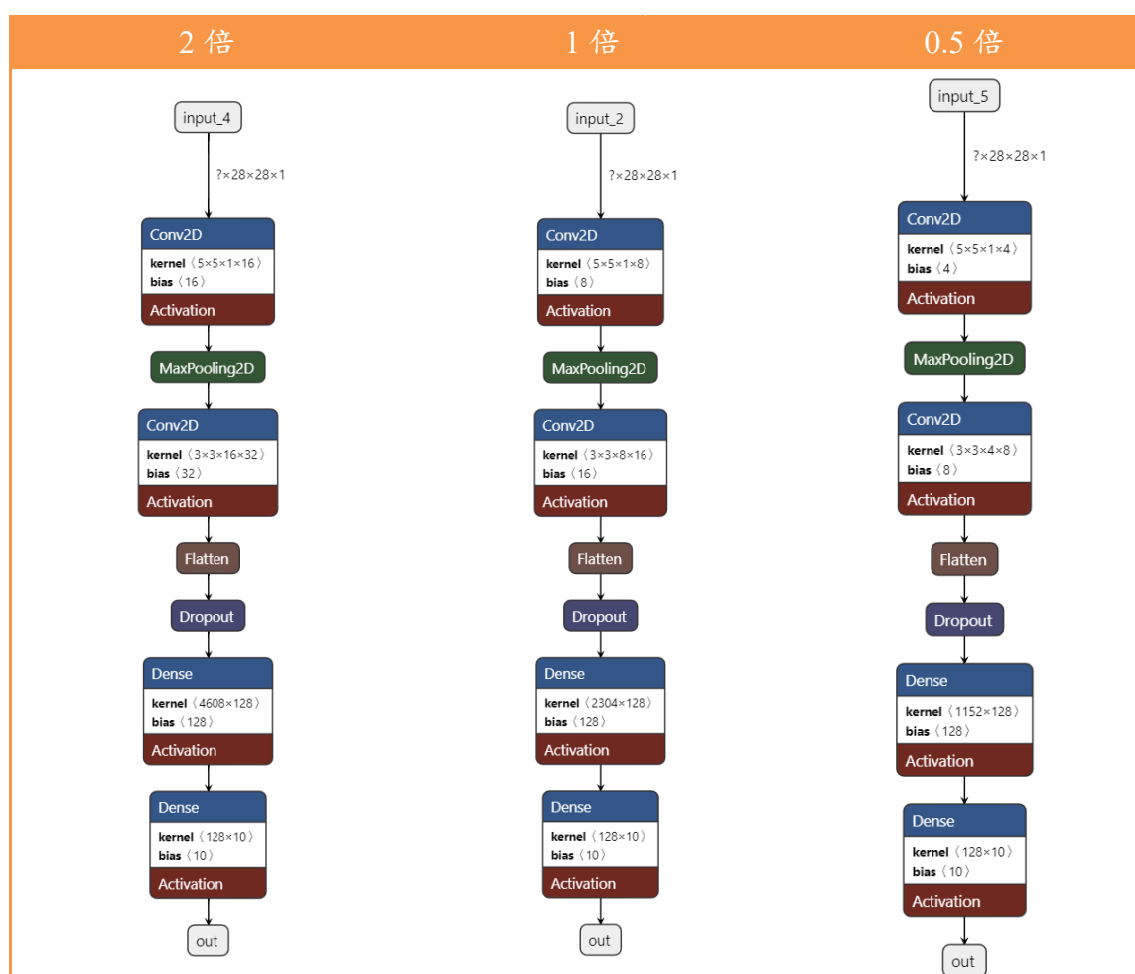 2 倍
1 倍
0.5 倍
input_4
?×28×28×1
Conv2D
kernel〈5×5×1×16〉
bias〈16〉
Activation
MaxPooling2D
Conv2D
kernel〈3×3×16×32〉
bias〈32〉
Activation
Flatten
Dropout
Dense
kernel〈4608×128〉
bias〈128〉
Activation
Dense
kernel〈128×10〉
bias〈10〉
Activation
out
input_2
?×28×28×1
Conv2D
kernel〈5×5×1×8〉
bias〈8〉
Activation
MaxPooling2D
Conv2D
kernel〈3×3×8×16〉
bias〈16〉
Activation
Flatten
Dropout
Dense
kernel〈2304×128〉
bias〈128〉
Activation
Dense
kernel〈128×10〉
bias〈10〉
Activation
out
input_5
?×28×28×1
Conv2D
kernel〈5×5×1×4〉
bias〈4〉
Activation
MaxPooling2D
Conv2D
kernel〈3×3×4×8〉
bias〈8〉
Activation
Flatten
Dropout
Dense
kernel〈1152×128〉
bias〈128〉
Activation
Dense
kernel〈128×10〉
bias〈10〉
Activation
out